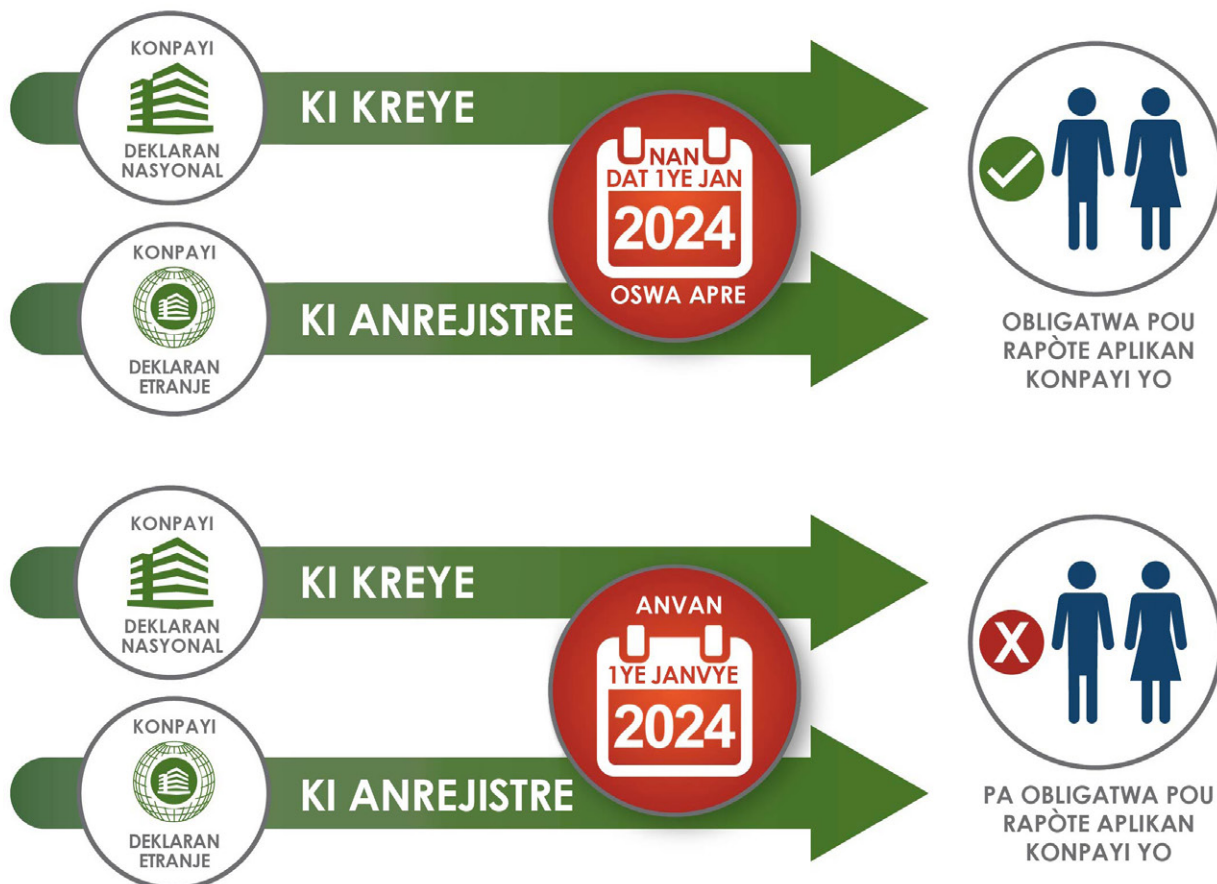 KONPAYI
DEKLARAN
NASYONAL
KI KREYE
KONPAYI
DEKLARAN
ETRANJE
KI ANREJISTRE
NAN
DAT 1YE JAN
2024
OSWA APRE
OBLIGATWA POU
RAPÒTE APLIKAN
KONPAYI YO
KONPAYI
DEKLARAN
NASYONAL
KI KREYE
KONPAYI
DEKLARAN
ETRANJE
KI ANREJISTRE
ANVAN
1YE JANVYE
2024
X
PA OBLIGATWA POU
RAPÒTE APLIKAN
KONPAYI YO